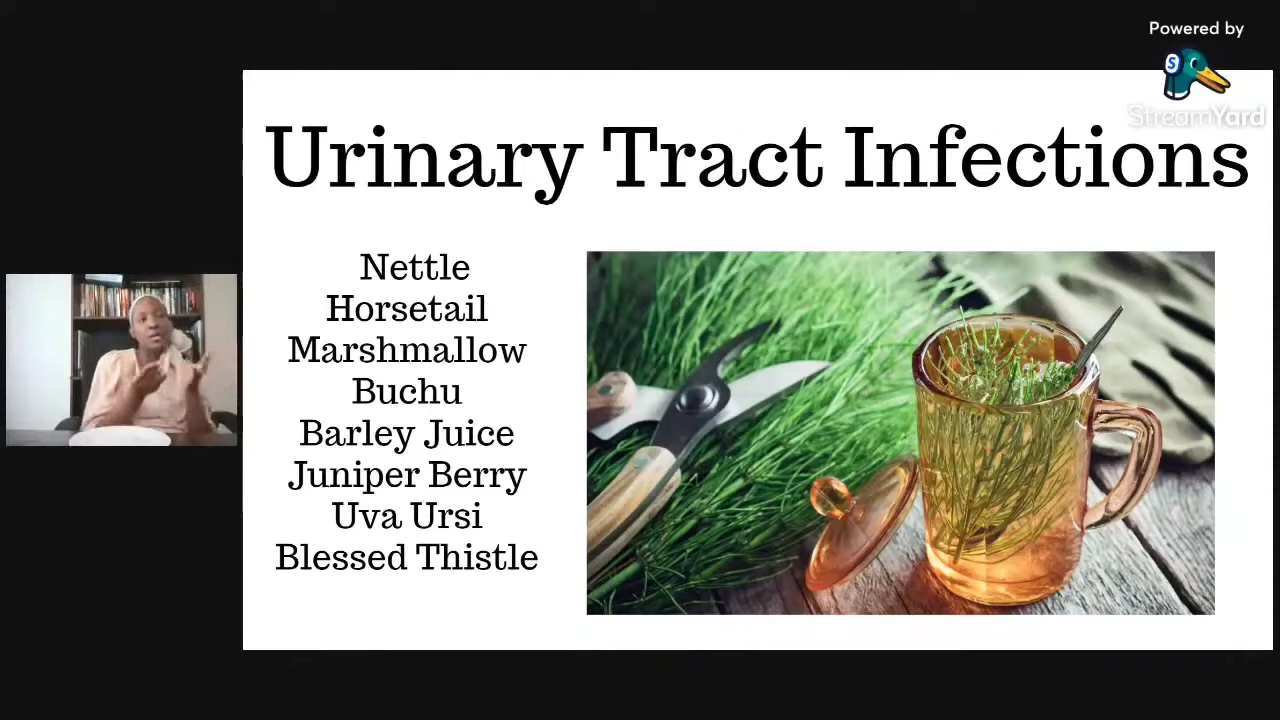 Powered by
S
StreamYard
Urinary Tract Infections
Nettle
Horsetail
Marshmallow
Buchu
Barley Juice
Juniper Berry
Uva Ursi
Blessed Thistle